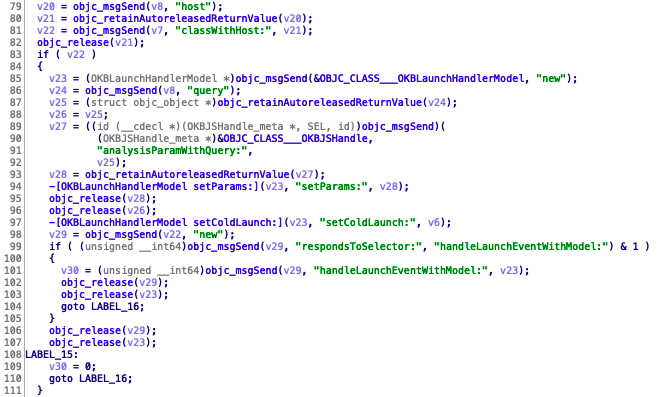 79 v20 = objc_msgSend(v8, "host");
80 v21 = objc_retainAutoreleasedReturnValue(v20);
81 v22 = objc_msgSend(v7, "classWithHost:", v21);
82 objc_release(v21);
83 if ( v22 )
84 {
85 v23 = (OKBLaunchHandlerModel *)objc_msgSend(&OBJC_CLASS___OKBLaunchHandlerModel, "new");
86 v24 = objc_msgSend(v8, "query");
87 v25 = (struct objc_object *)objc_retainAutoreleasedReturnValue(v24);
88 v26 = v25;
89 v27 = ((id (__cdecl *)(OKBJSHandle_meta *, SEL, id))objc_msgSend)(
90 (OKBJSHandle_meta *)&OBJC_CLASS___OKBJSHandle,
91 "analysisParamWithQuery:",
92 v25);
93 v28 = objc_retainAutoreleasedReturnValue(v27);
94 -[OKBLaunchHandlerModel setParams:](v23, "setParams:", v28);
95 objc_release(v28);
96 objc_release(v26);
97 -[OKBLaunchHandlerModel setColdLaunch:](v23, "setColdLaunch:", v6);
98 v29 = objc_msgSend(v22, "new");
99 if ( (unsigned __int64)objc_msgSend(v29, "respondsToSelector:", "handleLaunchEventWithModel:") & 1 )
100 {
101 v30 = (unsigned __int64)objc_msgSend(v29, "handleLaunchEventWithModel:", v23);
102 objc_release(v29);
103 objc_release(v23);
104 goto LABEL_16;
105 }
106 objc_release(v29);
107 objc_release(v23);
108 LABEL_15:
109 v30 = 0;
110 goto LABEL_16;
111 }